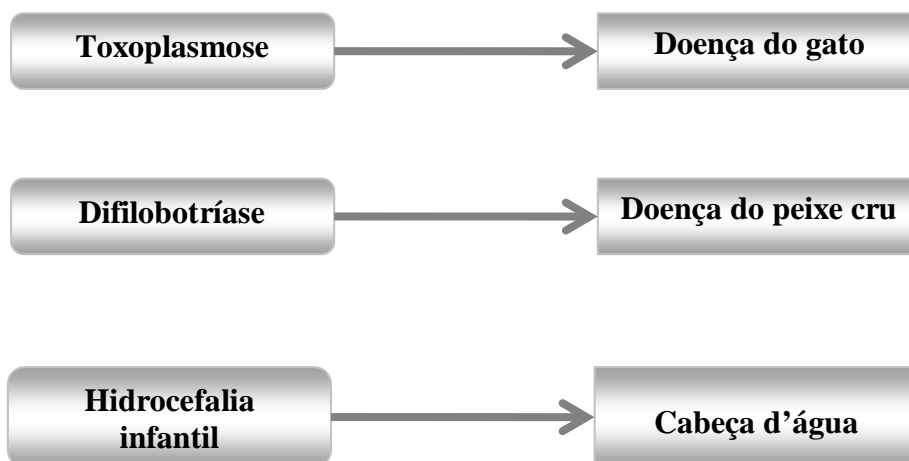 Toxoplasmose
Doença do gato
Difilobotríase
Doença do peixe cru
Hidrocefalia
infantil
Cabeça d’água